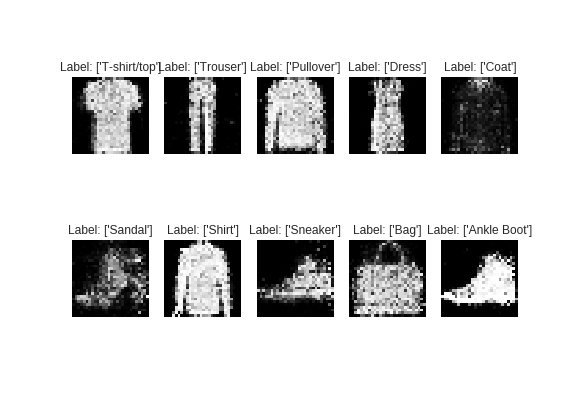 Label: ['T-shirt/top']
Label: ['Trouser']
Label: ['Pullover']
Label: ['Dress']
Label: ['Coat']
Label: ['Sandal']
Label: ['Shirt']
Label: ['Sneaker']
Label: ['Bag']
Label: ['Ankle Boot']